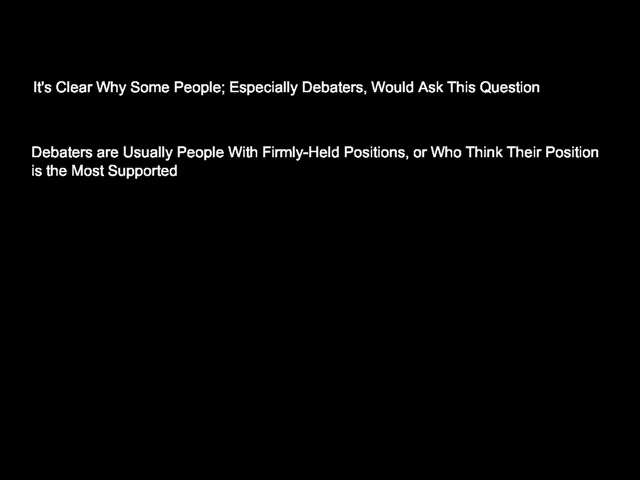 It's Clear Why Some People; Especially Debaters, Would Ask This Question
Debaters are Usually People With Firmly-Held Positions, or Who Think Their Position
is the Most Supported